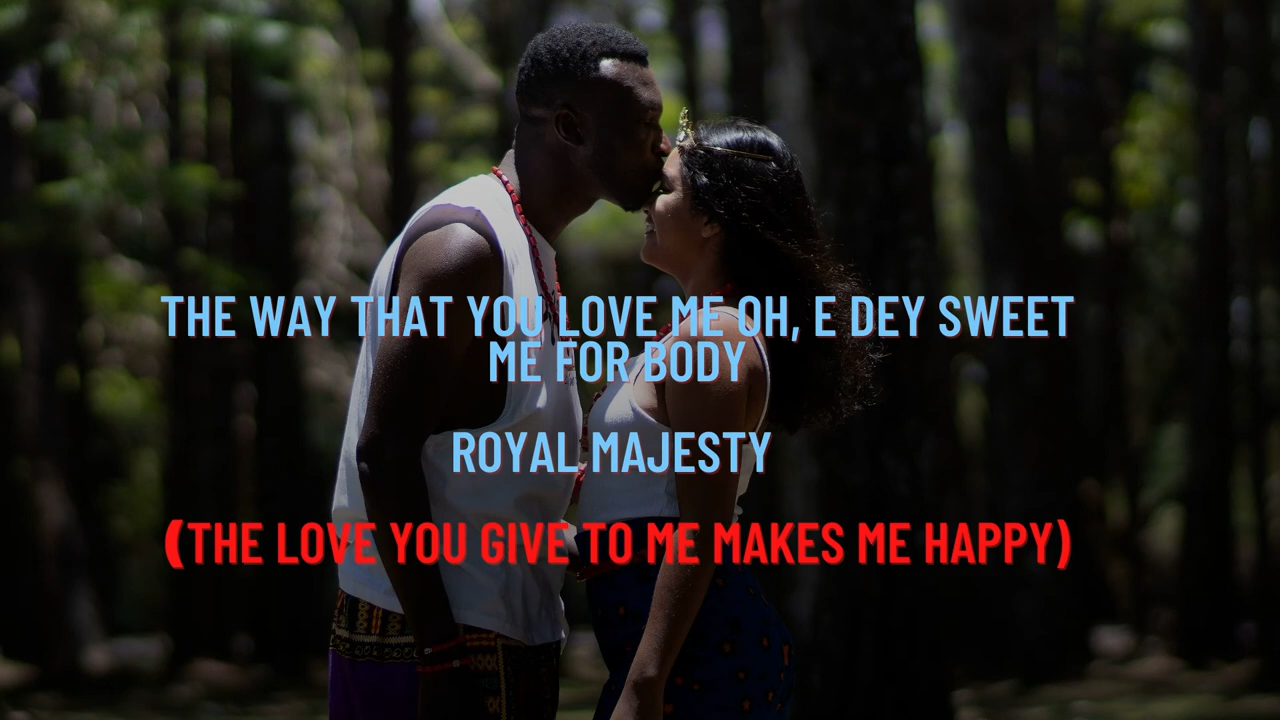 THE WAY THAT YOU LOVE ME OH, E DEY SWEET
ME FOR BODY
ROYAL MAJESTY
(THE LOVE YOU GIVE TO ME MAKES ME HAPPY)